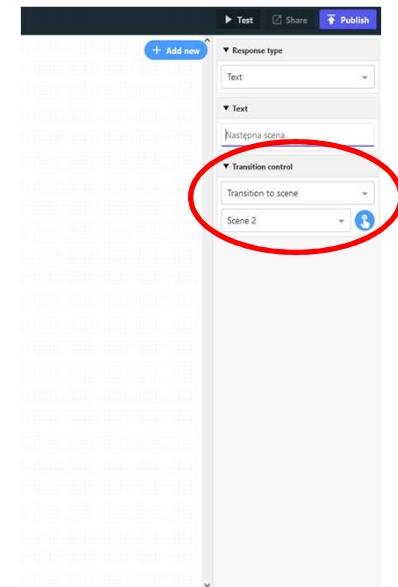 Test Share Publish
+ Add new
Response type
Text
Text
Następna scena
Transition control
Transition to scene
Scene 2